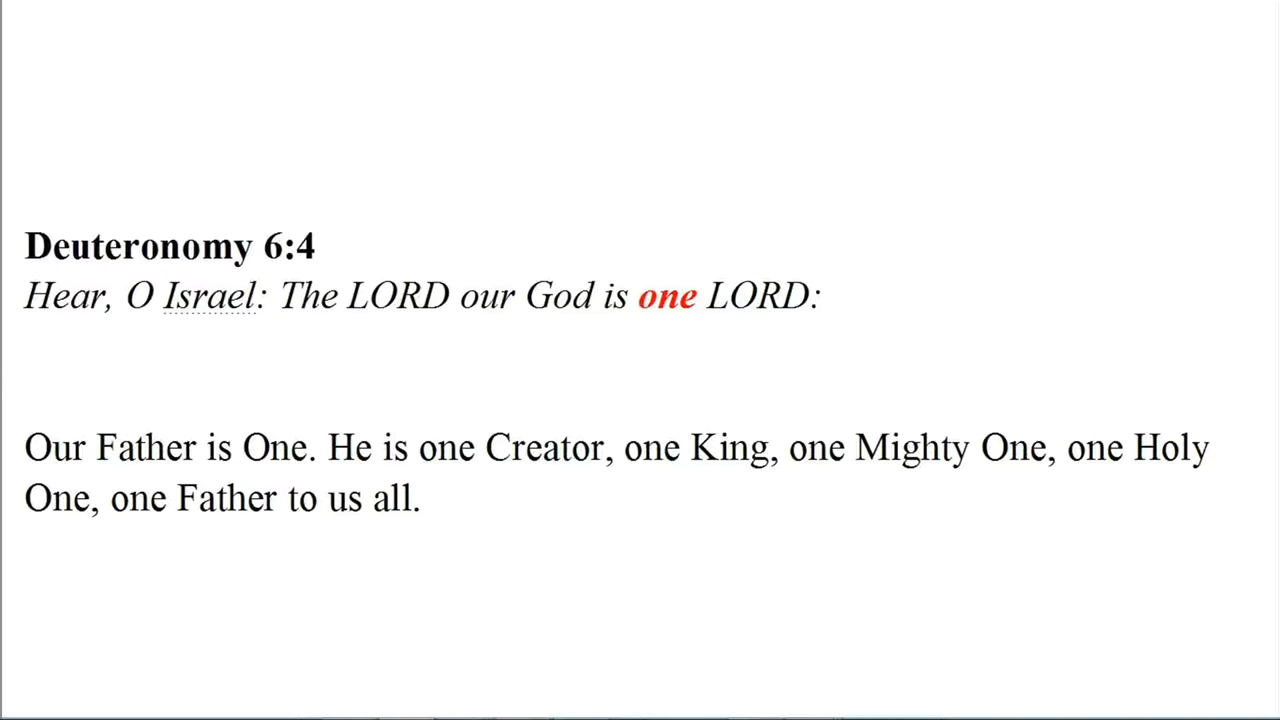 Deuteronomy 6:4
Hear, O Israel: The LORD our God is one LORD:
Our Father is One. He is one Creator, one King, one Mighty One, one Holy
One, one Father to us all.